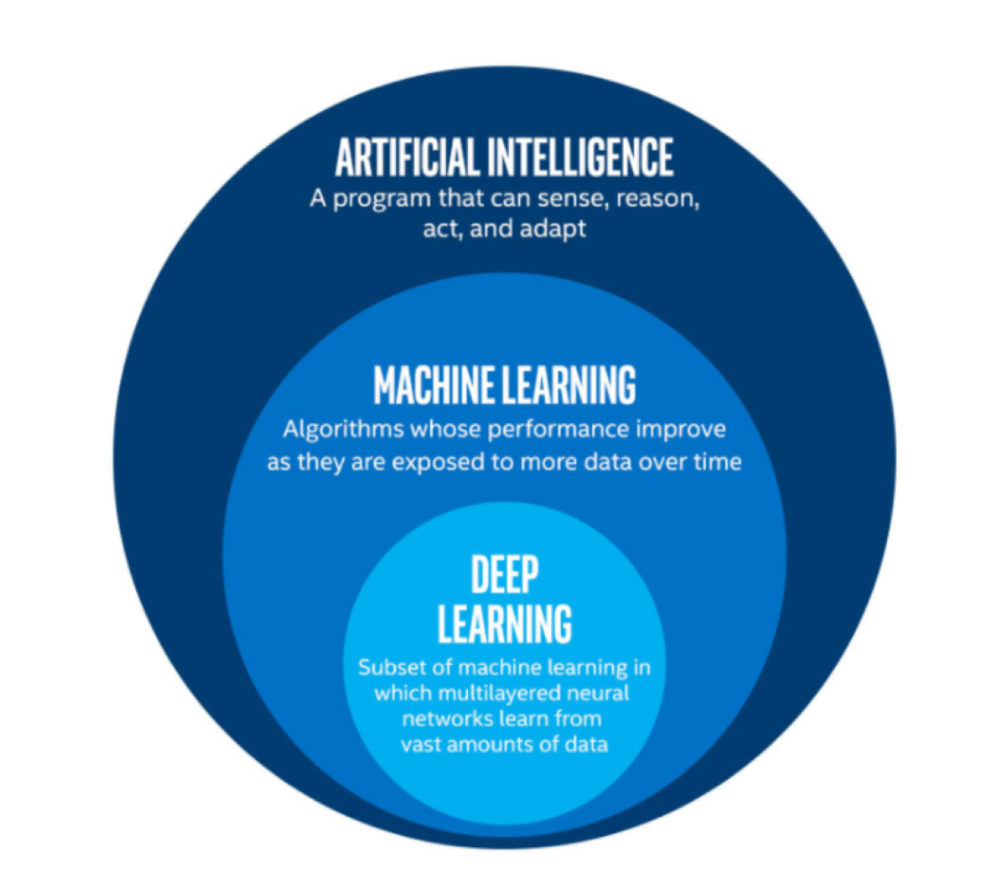 ARTIFICIAL INTELLIGENCE
A program that can sense, reason,
act, and adapt
MACHINE LEARNING
Algorithms whose performance improve
as they are exposed to more data over time
DEEP
LEARNING
Subset of machine learning in
which multilayered neural
networks learn from
vast amounts of data